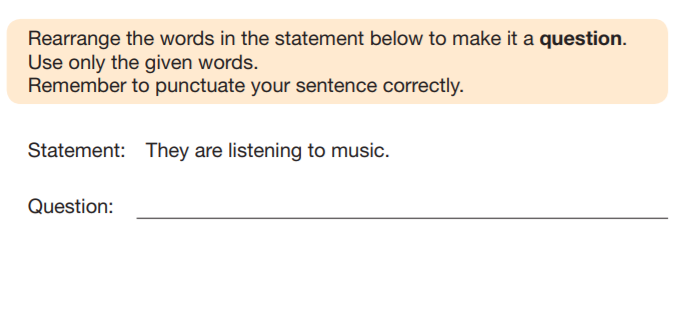 Rearrange the words in the statement below to make it a question.
Use only the given words.
Remember to punctuate your sentence correctly.
Statement: They are listening to music.
Question: